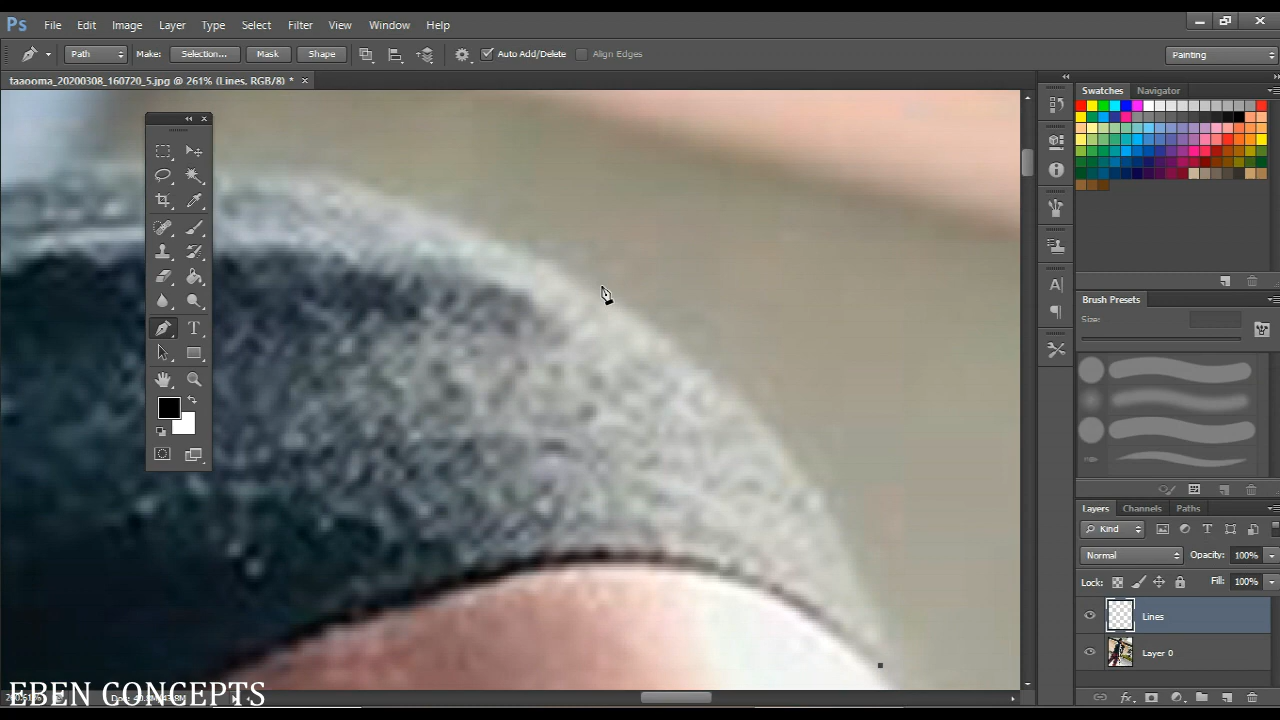 Ps File Edit Image Layer Type Select Filter View Window Help
Path Make: Selection... Mask Shape Auto Add/Delete Align Edges Painting
taaooma_20200308_160720_5.jpg @ 261% (Lines, RGB/8) *
Swatches Navigator
Brush Presets
Size:
Layers Channels Paths
Kind
Normal Opacity: 100%
Lock: Fill: 100%
Lines
Layer 0
EBEN CONCEPTS